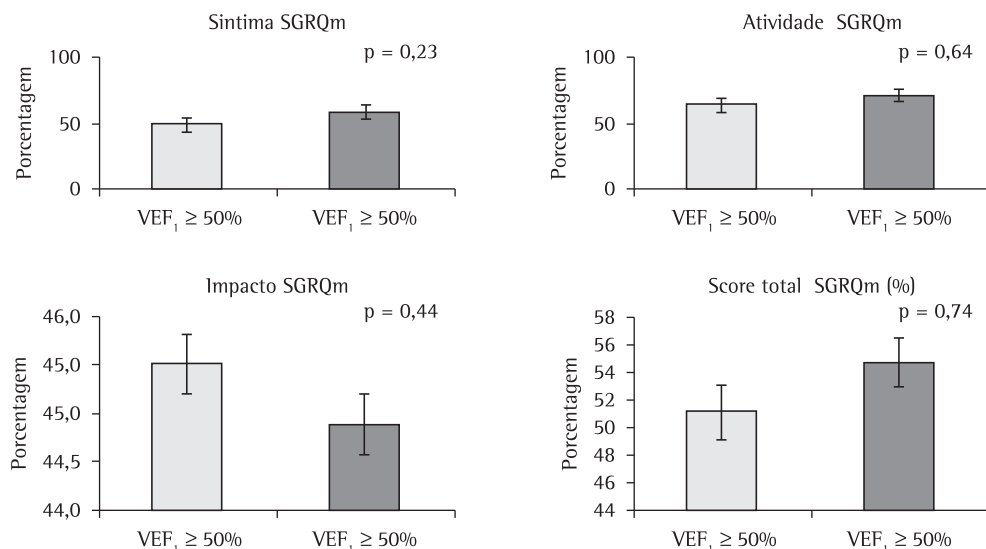 Sintima SGRQm
p = 0,23
Porcentagem
100
50
0
VEF₁ ≥ 50%
VEF₁ ≥ 50%
Atividade SGRQm
p = 0,64
Porcentagem
100
50
0
VEF₁ ≥ 50%
VEF₁ ≥ 50%
Impacto SGRQm
p = 0,44
Porcentagem
46,0
45,0
45,0
44,5
44,0
VEF₁ ≥ 50%
VEF₁ ≥ 50%
Score total SGRQm (%)
p = 0,74
Porcentagem
58
56
54
52
50
48
46
44
VEF₁ ≥ 50%
VEF₁ ≥ 50%